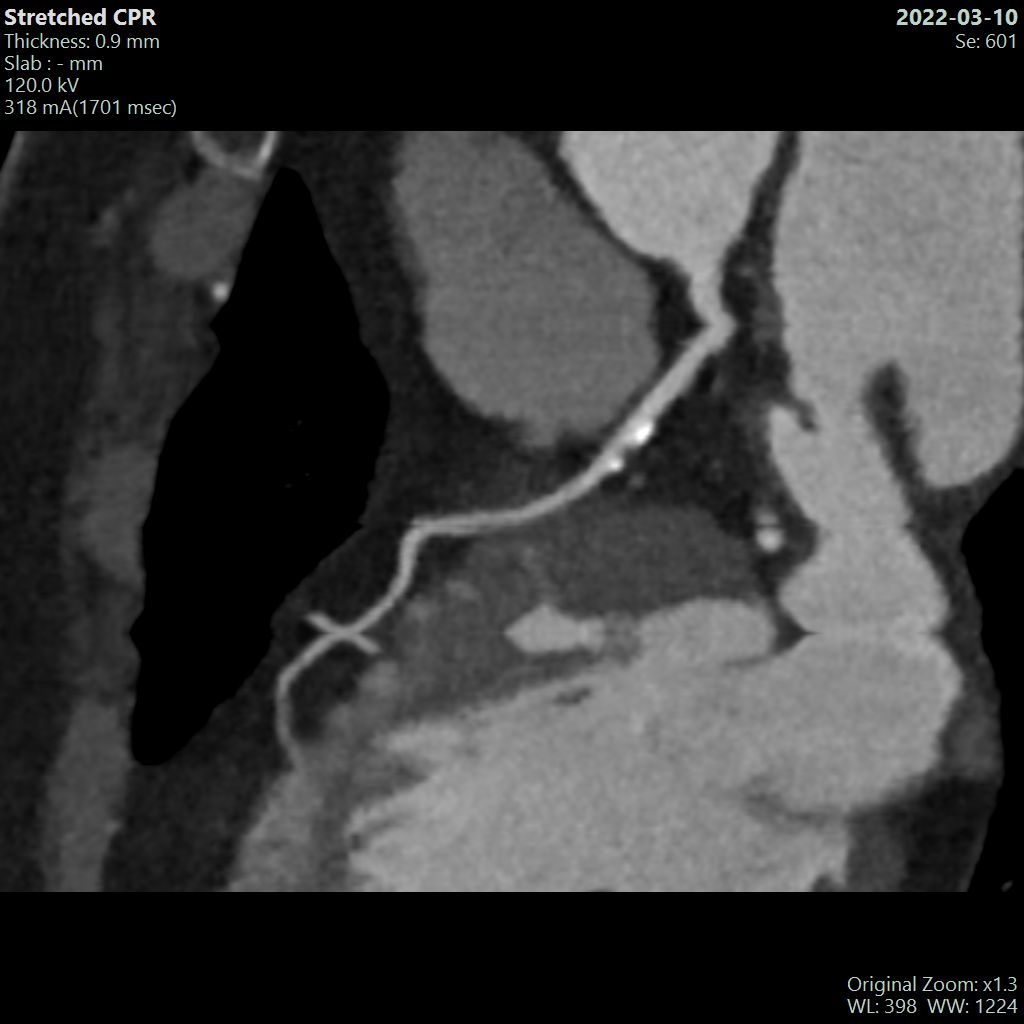 Stretched CPR
Thickness: 0.9 mm
Slab : - mm
120.0 kV
318 mA(1701 msec)
2022-03-10
Se: 601
Original Zoom: x1.3
WL: 398 WW: 1224